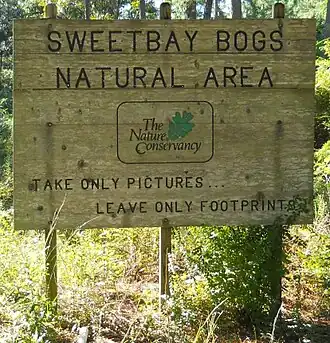 SWEETBAY BOGS
NATURAL AREA
The
Nature
Conservancy
TAKE ONLY PICTURES...
LEAVE ONLY FOOTPRINTS